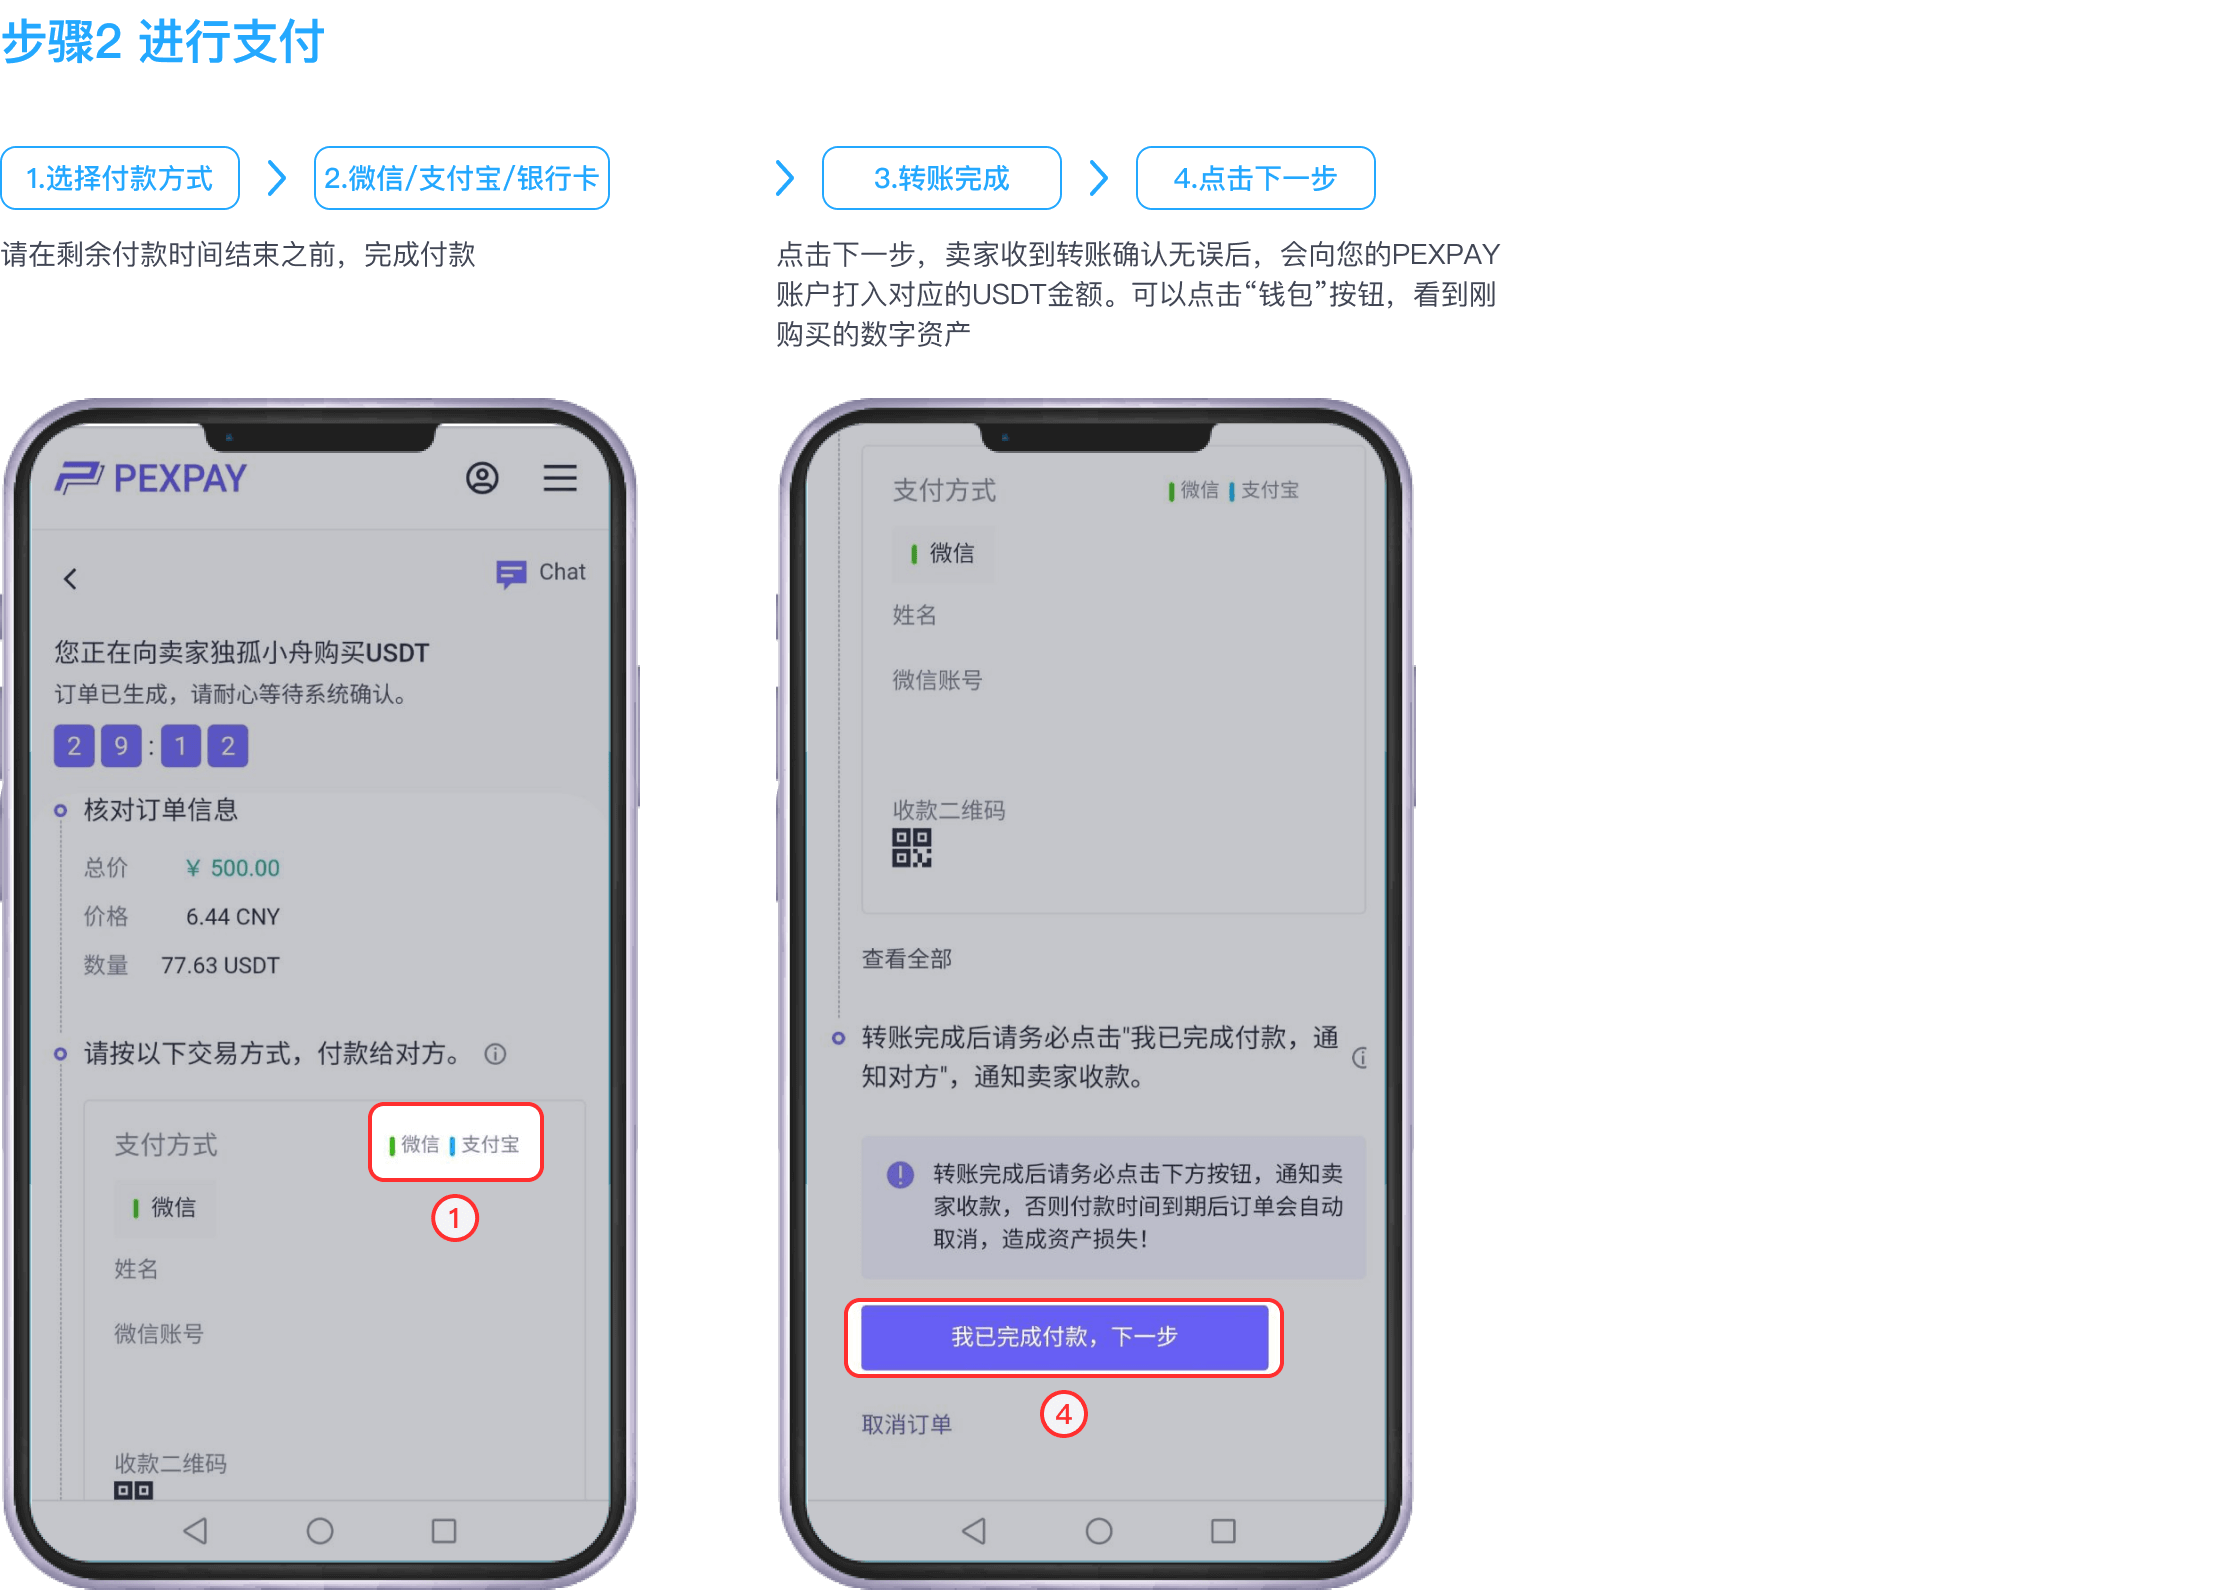 步骤2 进行支付
1.选择付款方式
2.微信/支付宝/银行卡
请在剩余付款时间结束之前，完成付款
3.转账完成
4.点击下一步
点击下一步，卖家收到转账确认无误后，会向您的PEXPAY
账户打入对应的USDT金额。可以点击“钱包”按钮，看到刚
购买的数字资产
PEXPAY
Chat
您正在向卖家独孤小舟购买USDT
订单已生成，请耐心等待系统确认。
29:12
核对订单信息
总价 ¥ 500.00
价格 6.44 CNY
数量 77.63 USDT
请按以下交易方式，付款给对方。
支付方式 微信 支付宝
1
微信
姓名
微信账号
收款二维码
支付方式 微信 支付宝
微信
姓名
微信账号
收款二维码
查看全部
转账完成后请务必点击"我已完成付款，通
知对方"，通知卖家收款。
转账完成后请务必点击下方按钮，通知卖
家收款，否则付款时间到期后订单会自动
取消，造成资产损失！
我已完成付款，下一步
4
取消订单